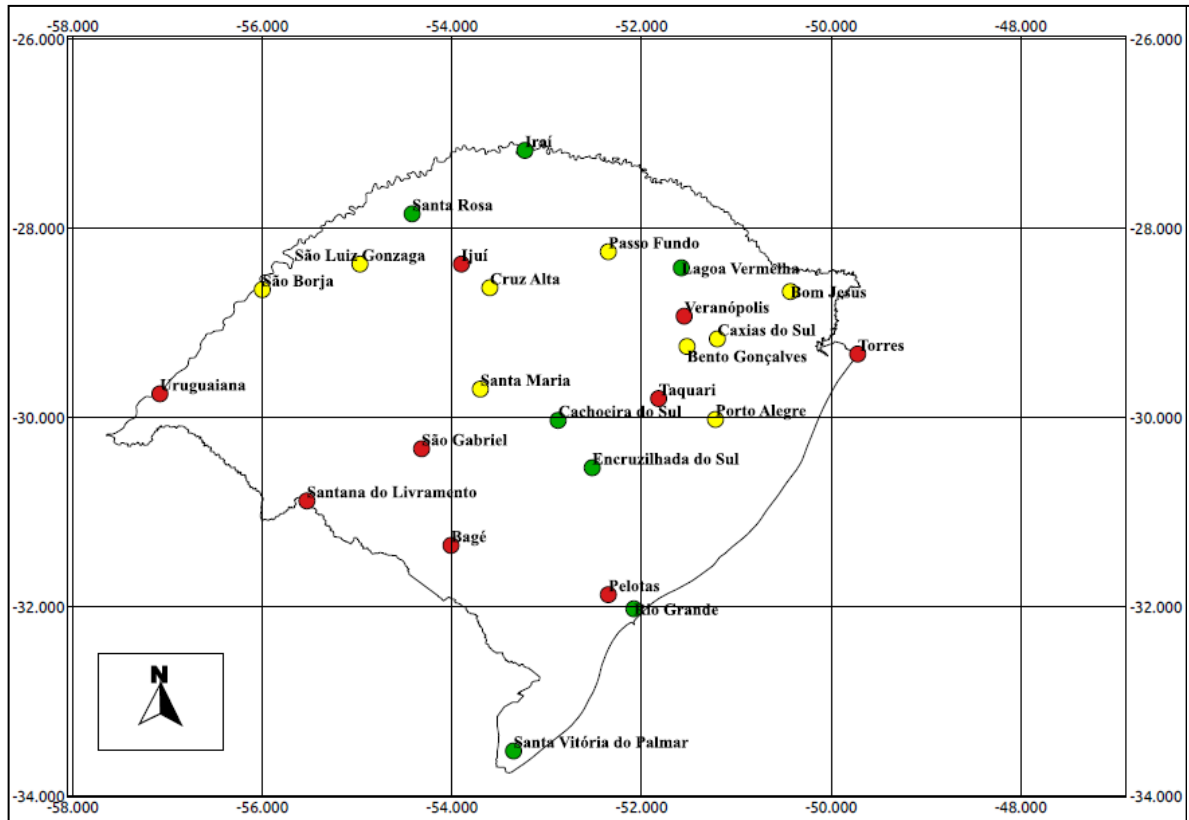 -58.000 -56.000 -54.000 -52.000 -50.000 -48.000
-26.000 -26.000
Iraí
Santa Rosa
-28.000 -28.000
Passo Fundo
São Luiz Gonzaga Ijuí
Lagoa Vermelha
São Borja Cruz Alta
Bom Jesus
Veranópolis
Caxias do Sul
Torres
Bento Gonçalves
Uruguaiana Santa Maria Taquari
-30.000 Cachoeira do Sul Porto Alegre -30.000
São Gabriel
Encruzilhada do Sul
Santana do Livramento
Bagé
Pelotas
-32.000 Rio Grande -32.000
N
Santa Vitória do Palmar
-34.000 -34.000
-58.000 -56.000 -54.000 -52.000 -50.000 -48.000